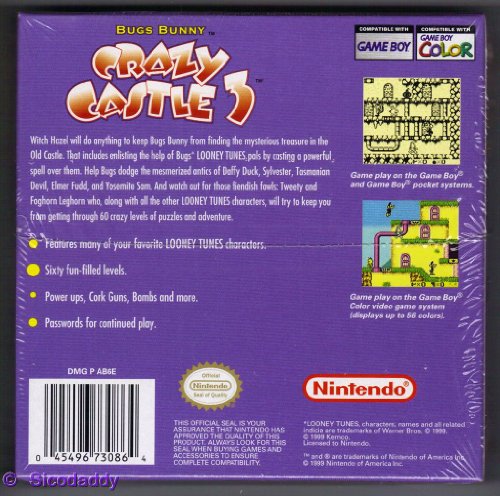 BUGS BUNNY™
CRAZY
CASTLE 3™
COMPATIBLE WITH
GAME BOY
COMPATIBLE WITH
GAME BOY
COLOR
Witch Hazel will do anything to keep Bugs Bunny from finding the mysterious treasure in the
Old Castle. That includes enlisting the help of Bugs' LOONEY TUNES pals by casting a powerful
spell over them. Help Bugs dodge the mesmerized antics of Daffy Duck, Sylvester, Tasmanian
Devil, Elmer Fudd, and Yosemite Sam. And watch out for those fiendish fowls: Tweety and
Foghorn Leghorn who, along with all the other LOONEY TUNES characters, will try to keep you
from getting through 60 crazy levels of puzzles and adventure.
Game play on the Game Boy®
and Game Boy® pocket systems.
Features many of your favorite LOONEY TUNES characters.
Sixty fun-filled levels.
Power ups, Cork Guns, Bombs and more.
Passwords for continued play.
Game play on the Game Boy®
Color video game system
(displays up to 56 colors).
DMG P AB6E
Official
Nintendo
Seal of Quality
Nintendo®
THIS OFFICIAL SEAL IS YOUR
ASSURANCE THAT NINTENDO HAS
APPROVED THE QUALITY OF THIS
PRODUCT. ALWAYS LOOK FOR THIS
SEAL WHEN BUYING GAMES AND
ACCESSORIES TO ENSURE
COMPLETE COMPATIBILITY.
*LOONEY TUNES, characters, names and all related
indicia are trademarks of Warner Bros. © 1999.
© 1999 Kemco.
Licensed to Nintendo.
™ and ® are trademarks of Nintendo of America Inc.
© 1999 Nintendo of America Inc.
0 45496 73086 4
© Sicodaddy